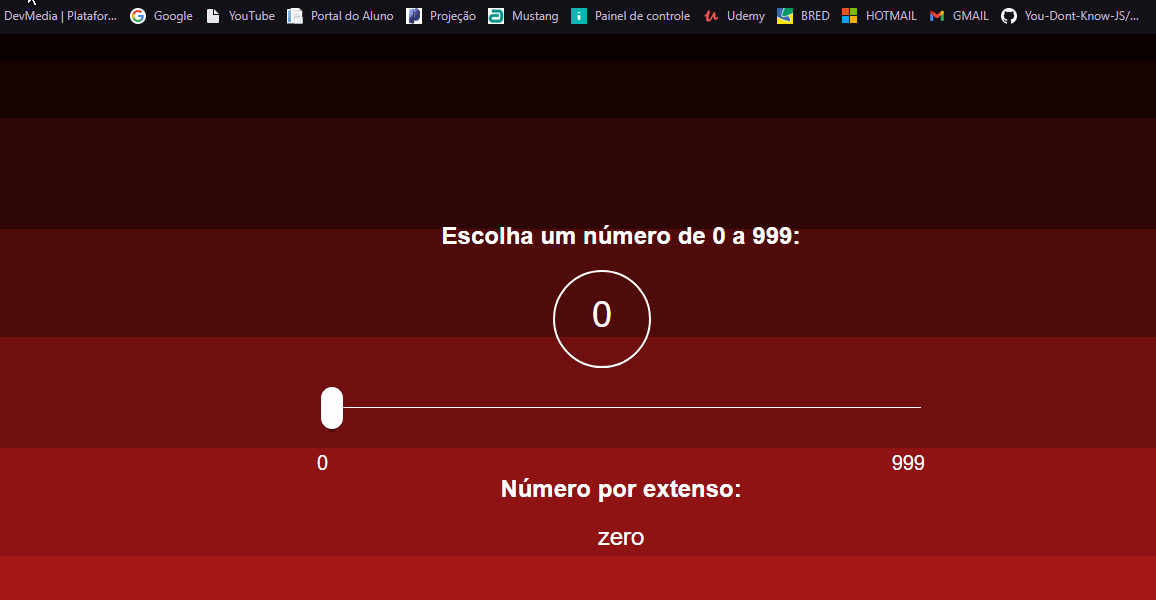 DevMedia | Platafor... Google YouTube Portal do Aluno Projeção Mustang Painel de controle Udemy BRED HOTMAIL GMAIL You-Dont-Know-JS/...
Escolha um número de 0 a 999:
0
0 999
Número por extenso:
zero